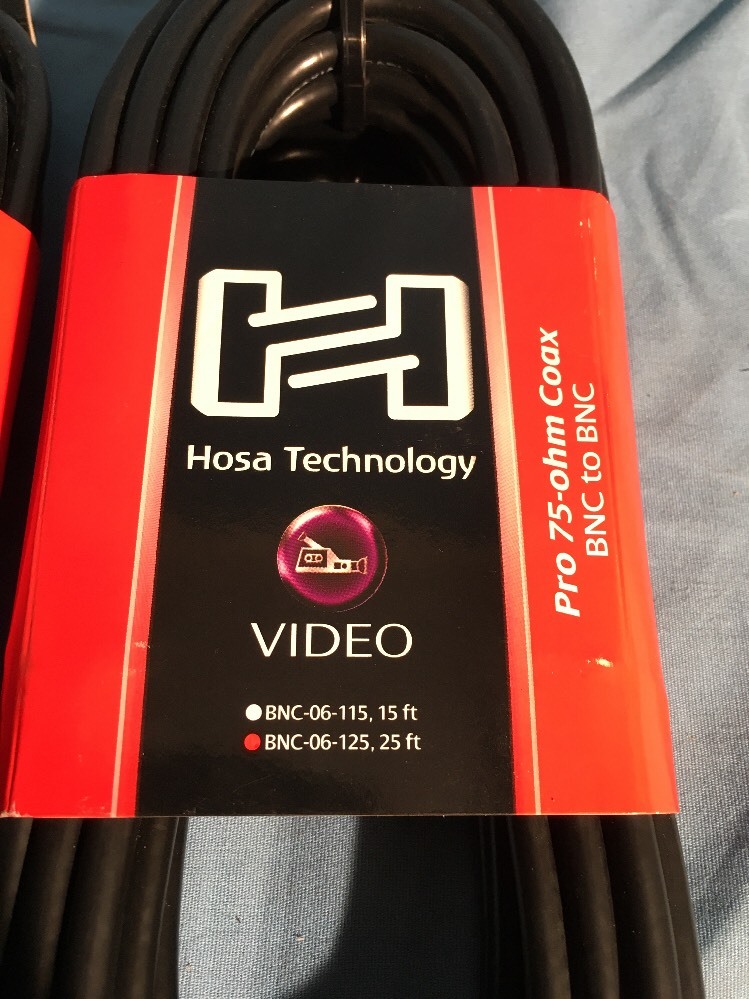 Hosa Technology
VIDEO
BNC-06-115, 15 ft
BNC-06-125, 25 ft
Pro 75-ohm Coax
BNC to BNC